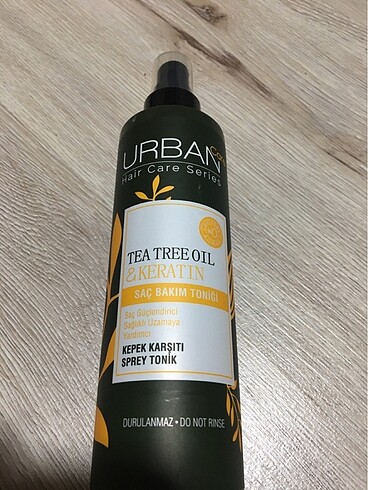 URBAN Care
Hair Care Series
TEA TREE OIL
& KERATIN
SAÇ BAKIM TONİĞİ
Saç Güçlendirici
Sağlıklı Uzamaya
Yardımcı
KEPEK KARŞITI
SPREY TONİK
DURULANMAZ • DO NOT RINSE